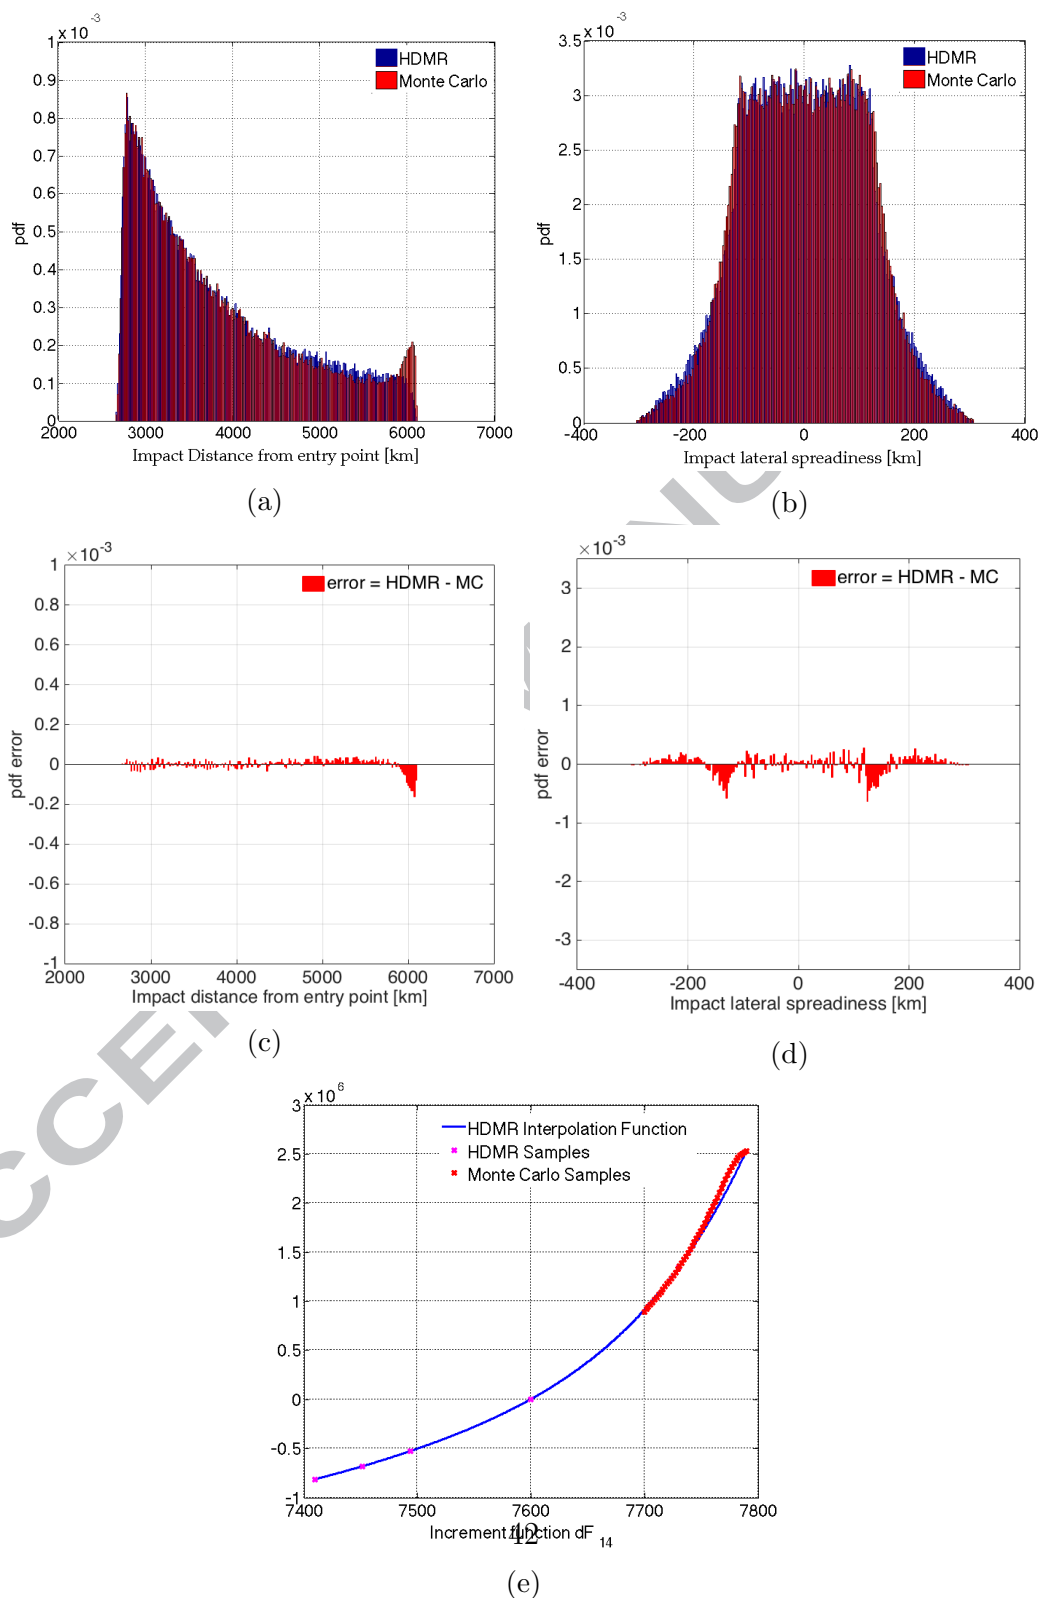 x 10 -3
1
0.9
0.8
0.7
0.6
0.5
0.4
0.3
0.2
0.1
0
pdf
HDMR
Monte Carlo
2000 3000 4000 5000 6000 7000
Impact Distance from entry point [km]
(a)
x 10 -3
3.5
3
2.5
2
1.5
1
0.5
0
pdf
HDMR
Monte Carlo
-400 -200 0 200 400
Impact lateral spreadiness [km]
(b)
×10 -3
1
0.8
0.6
0.4
0.2
0
-0.2
-0.4
-0.6
-0.8
-1
pdf error
error = HDMR - MC
2000 3000 4000 5000 6000 7000
Impact distance from entry point [km]
(c)
×10 -3
3
2
1
0
-1
-2
-3
pdf error
error = HDMR - MC
-400 -200 0 200 400
Impact lateral spreadiness [km]
(d)
x 10 6
3
2.5
2
1.5
1
0.5
0
-0.5
-1
HDMR Interpolation Function
HDMR Samples
Monte Carlo Samples
7400 7500 7600 7700 7800
Increment function dF 14
42
(e)